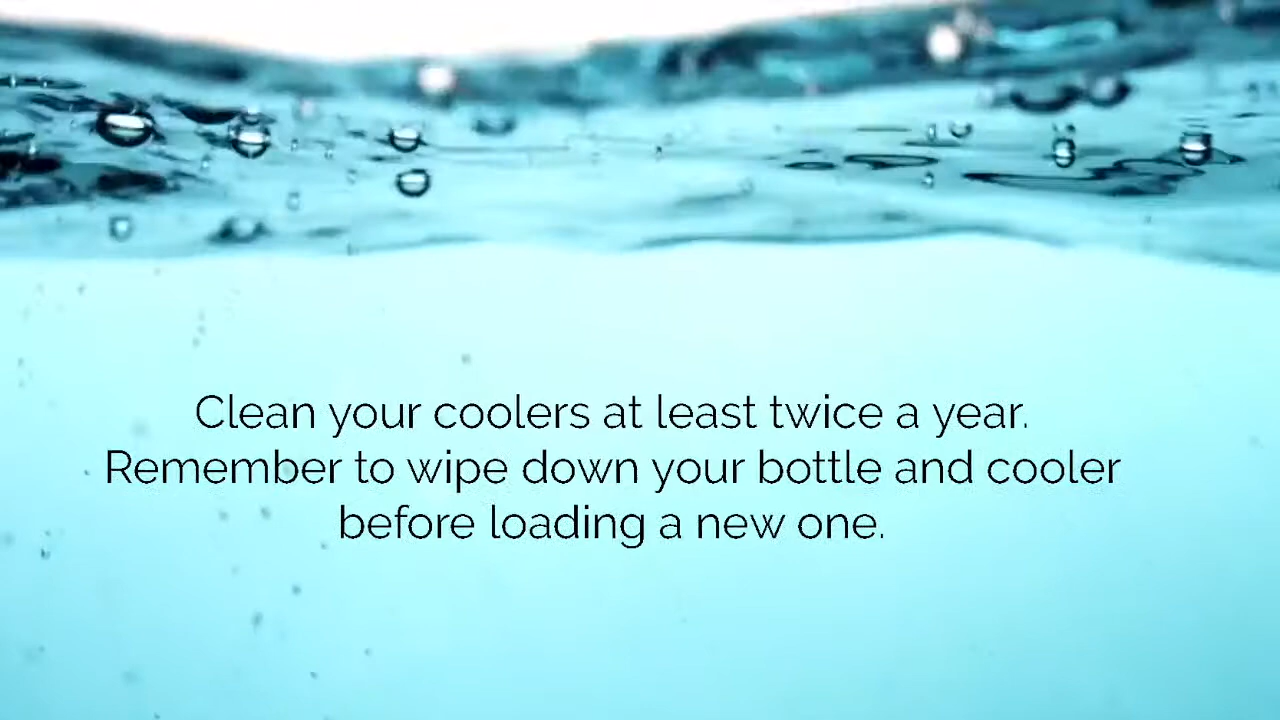 Clean your coolers at least twice a year.
Remember to wipe down your bottle and cooler
before loading a new one.